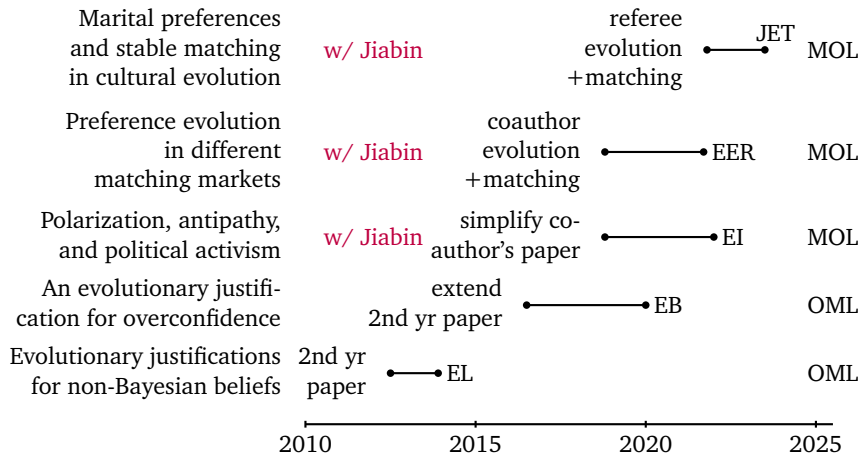 Marital preferences
and stable matching
in cultural evolution
w/ Jiabin
referee
evolution
+matching
JET
MOL
Preference evolution
in different
matching markets
w/ Jiabin
coauthor
evolution
+matching
EER
MOL
Polarization, antipathy,
and political activism
w/ Jiabin
simplify co-
author's paper
EI
MOL
An evolutionary justifi-
cation for overconfidence
extend
2nd yr paper
EB
OML
Evolutionary justifications
for non-Bayesian beliefs
2nd yr
paper
EL
OML
2010 2015 2020 2025